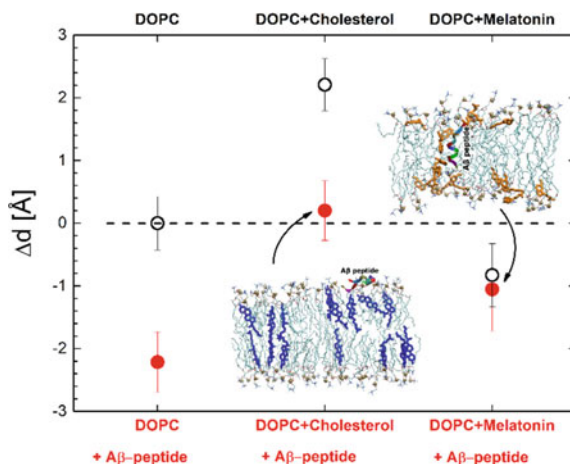 DOPC DOPC+Cholesterol DOPC+Melatonin
3
2
1
0
-1
-2
-3
Δd [Å]
Aβ peptide
Aβ peptide
DOPC DOPC+Cholesterol DOPC+Melatonin
+ Aβ–peptide + Aβ–peptide + Aβ–peptide